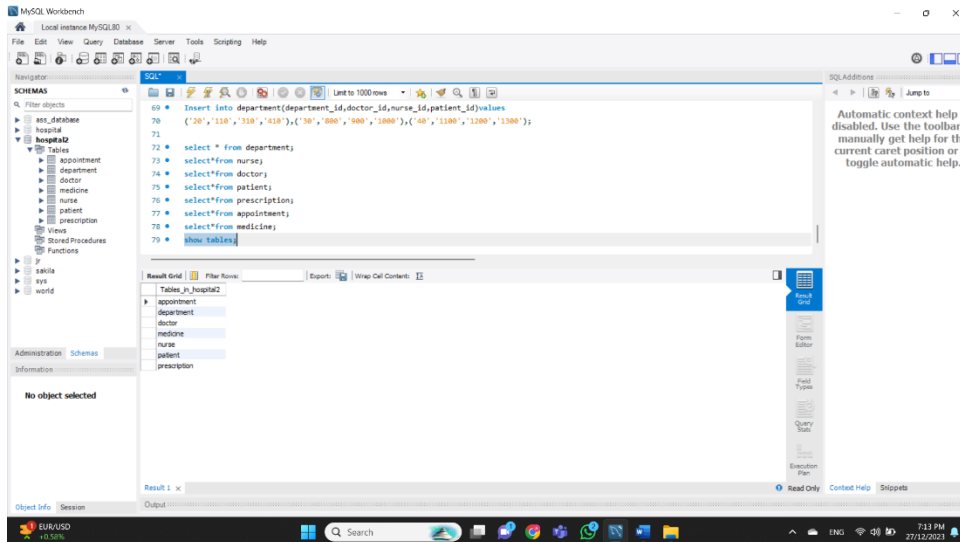 MySQL Workbench
Local instance MySQL80 ×
File Edit View Query Database Server Tools Scripting Help
Navigator
SCHEMAS
Filter objects
ass_database
hospital
hospital2
Tables
appointment
department
doctor
medicine
nurse
patient
prescription
Views
Stored Procedures
Functions
jr
sakila
sys
world
Administration Schemas
Information
No object selected
Object Info Session
SQL* ×
Limit to 1000 rows
69 Insert into department(department_id,doctor_id,nurse_id,patient_id)values
70 ('20','110','310','410'),('30','800','900','1000'),('40','1100','1200','1300');
71
72 select * from department;
73 select*from nurse;
74 select*from doctor;
75 select*from patient;
76 select*from prescription;
77 select*from appointment;
78 select*from medicine;
79 show tables;
Result Grid Filter Rows: Export: Wrap Cell Content:
Tables_in_hospital2
appointment
department
doctor
medicine
nurse
patient
prescription
Result Grid
Form Editor
Field Types
Query Stats
Execution Plan
Result 1 × Read Only
Output
SQL Additions
Jump to
Automatic context help
disabled. Use the toolbar
manually get help for th
current caret position or
toggle automatic help.
Context Help Snippets
1
EUR/USD
+0.58%
Search
ENG
7:13 PM
27/12/2023